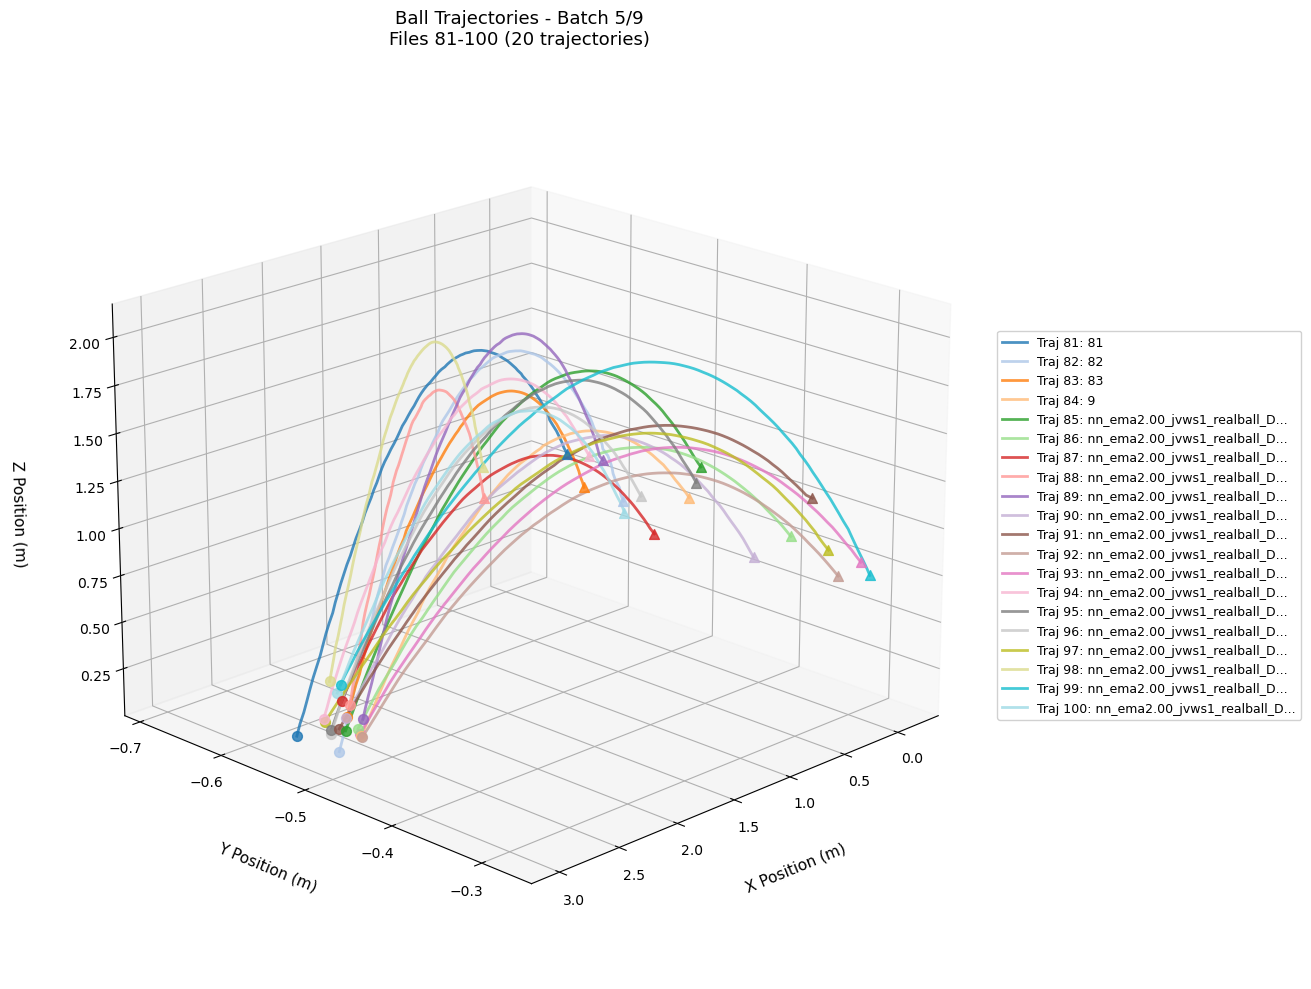 Ball Trajectories - Batch 5/9
Files 81-100 (20 trajectories)
Z Position (m)
2.00
1.75
1.50
1.25
1.00
0.75
0.50
0.25
−0.7
−0.6
−0.5
−0.4
−0.3
Y Position (m)
0.0
0.5
1.0
1.5
2.0
2.5
3.0
X Position (m)
Traj 81: 81
Traj 82: 82
Traj 83: 83
Traj 84: 9
Traj 85: nn_ema2.00_jvws1_realball_D...
Traj 86: nn_ema2.00_jvws1_realball_D...
Traj 87: nn_ema2.00_jvws1_realball_D...
Traj 88: nn_ema2.00_jvws1_realball_D...
Traj 89: nn_ema2.00_jvws1_realball_D...
Traj 90: nn_ema2.00_jvws1_realball_D...
Traj 91: nn_ema2.00_jvws1_realball_D...
Traj 92: nn_ema2.00_jvws1_realball_D...
Traj 93: nn_ema2.00_jvws1_realball_D...
Traj 94: nn_ema2.00_jvws1_realball_D...
Traj 95: nn_ema2.00_jvws1_realball_D...
Traj 96: nn_ema2.00_jvws1_realball_D...
Traj 97: nn_ema2.00_jvws1_realball_D...
Traj 98: nn_ema2.00_jvws1_realball_D...
Traj 99: nn_ema2.00_jvws1_realball_D...
Traj 100: nn_ema2.00_jvws1_realball_D...